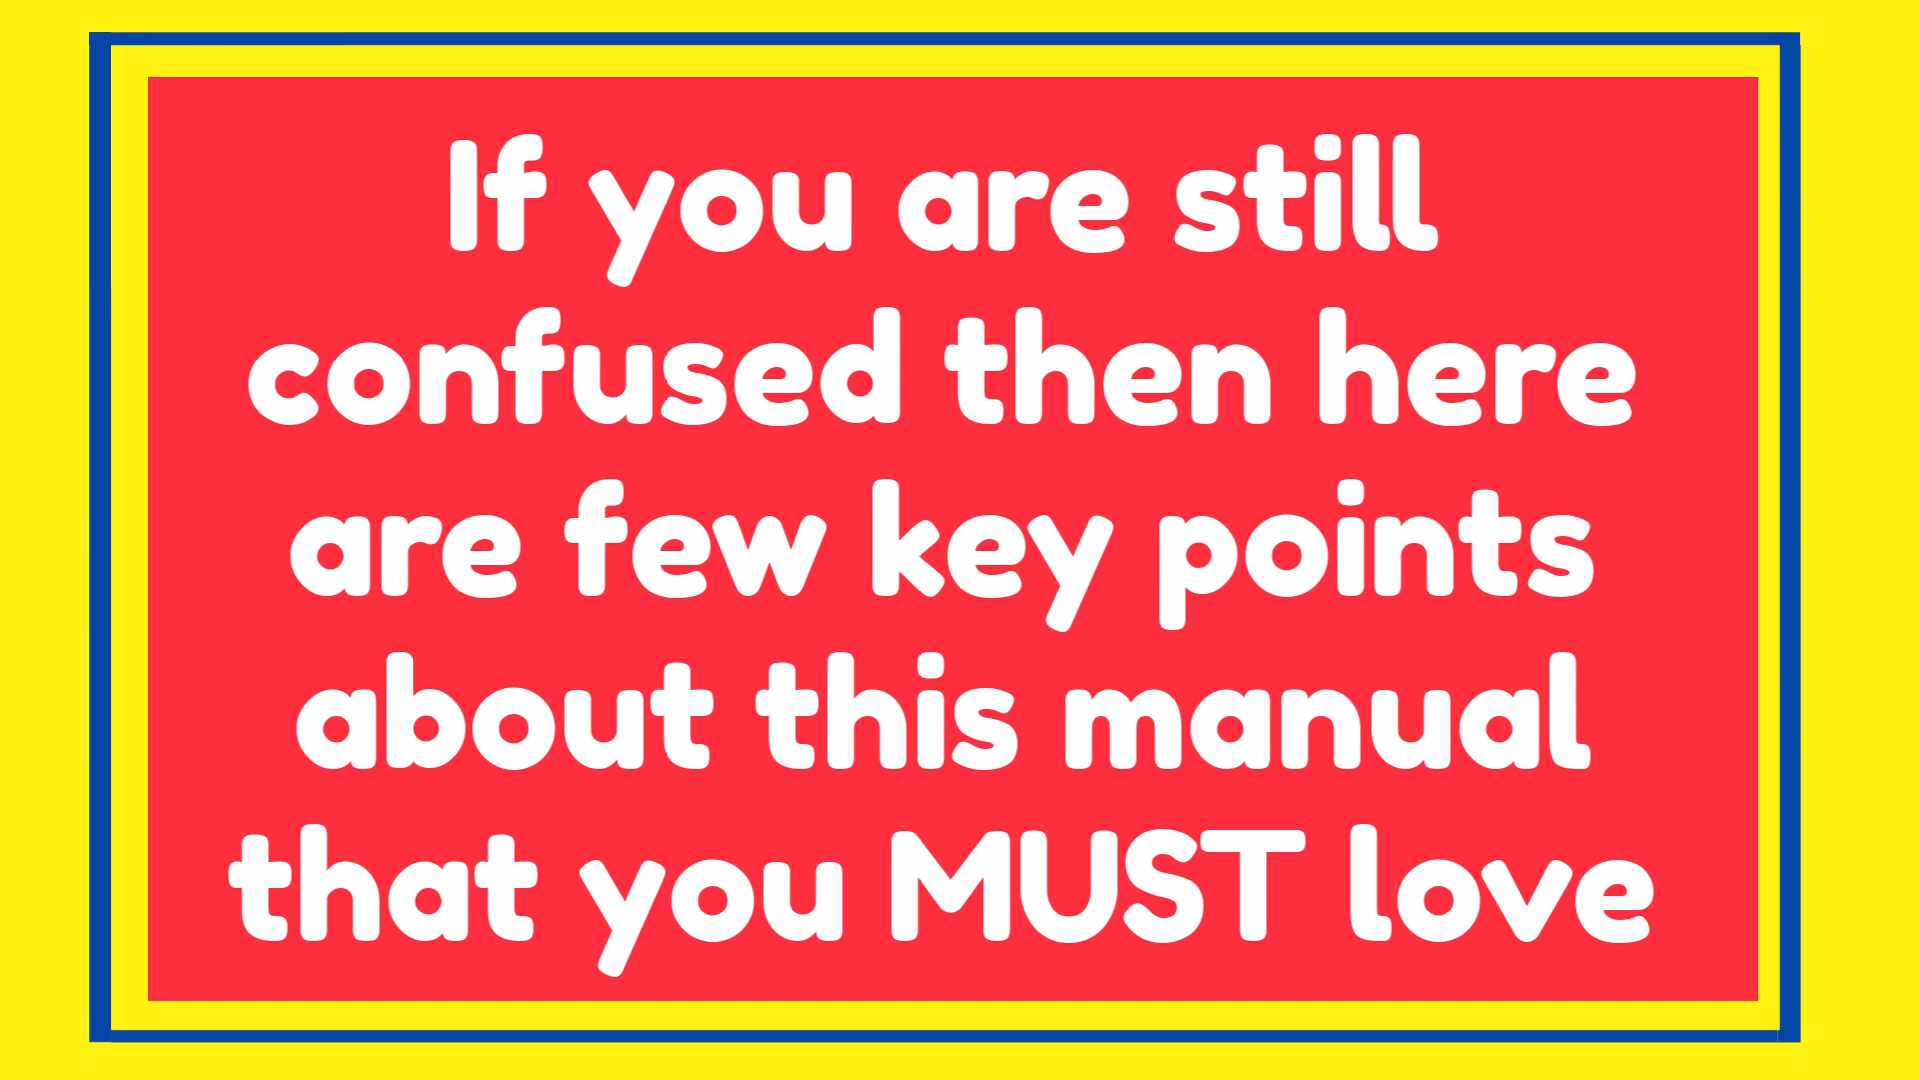 If you are still
confused then here
are few key points
about this manual
that you MUST love